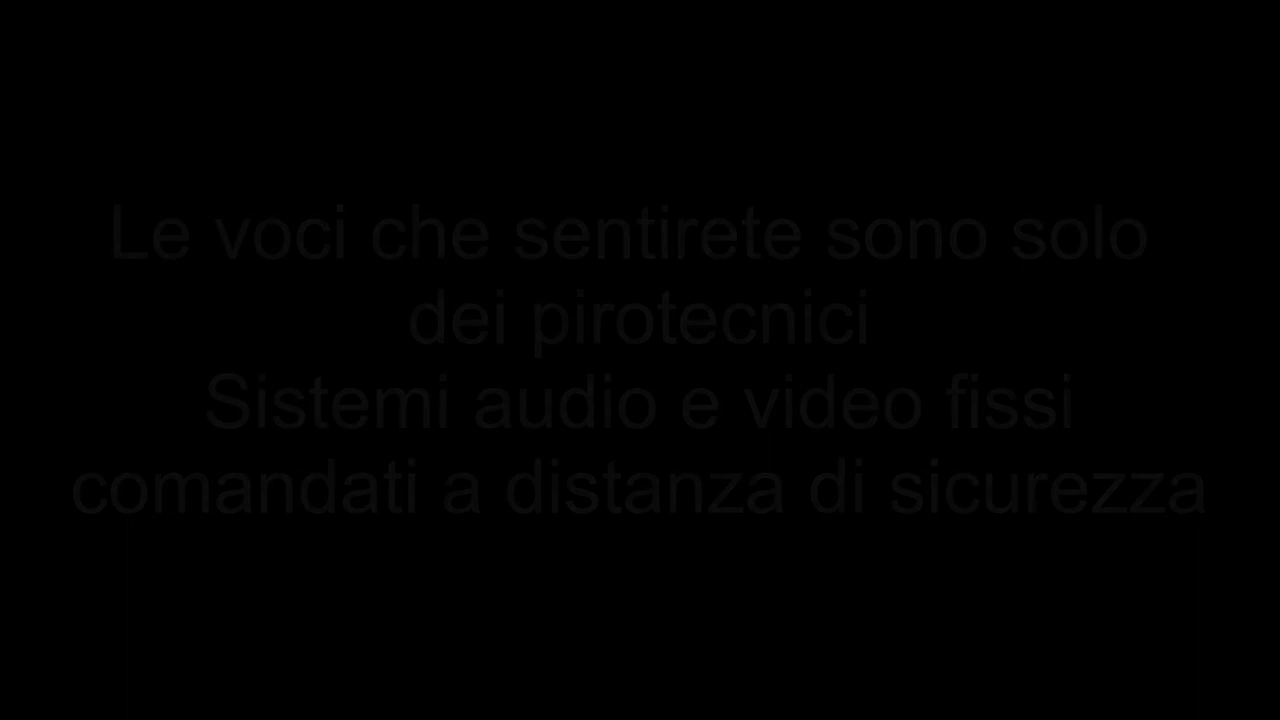 Le voci che sentirete sono solo
dei pirotecnici
Sistemi audio e video fissi
comandati a distanza di sicurezza